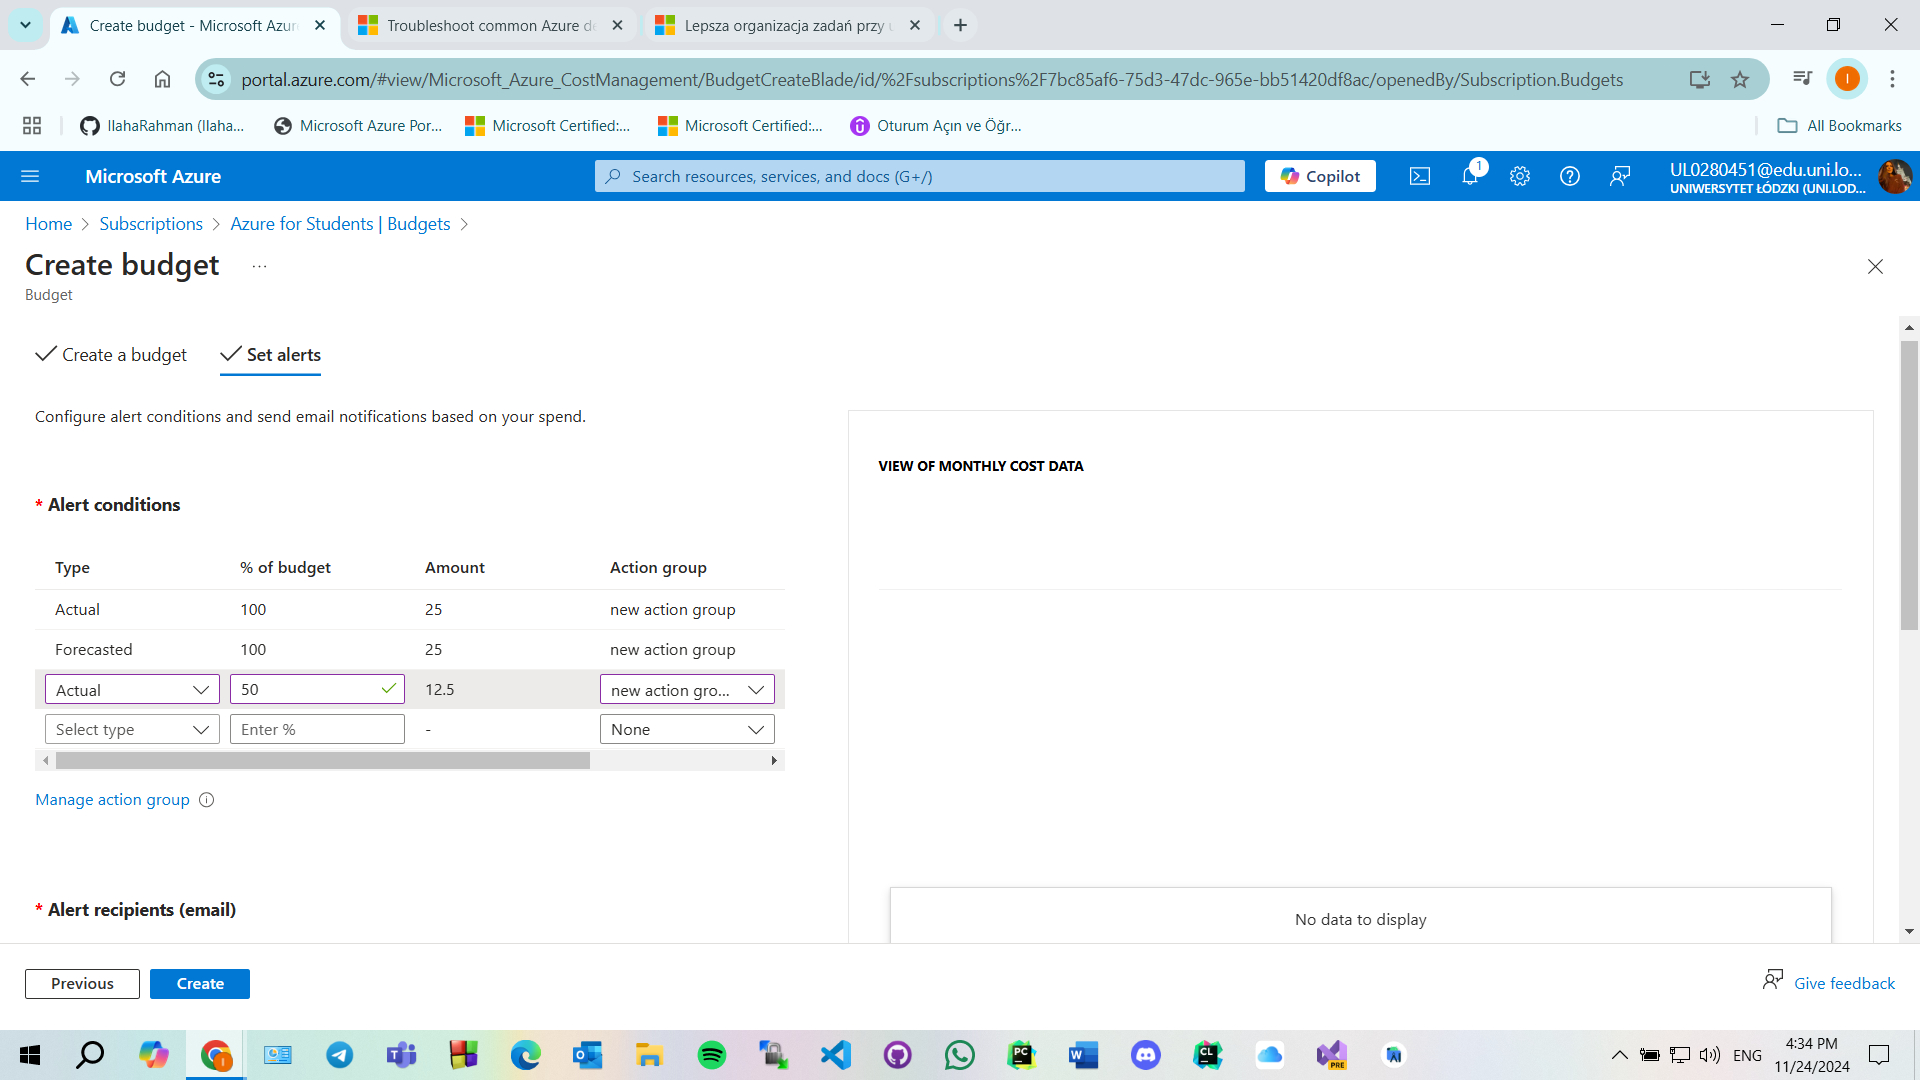 Create budget - Microsoft Azur
Troubleshoot common Azure de
Lepsza organizacja zadań przy u
portal.azure.com/#view/Microsoft_Azure_CostManagement/BudgetCreateBlade/id/%2Fsubscriptions%2F7bc85af6-75d3-47dc-965e-bb51420df8ac/openedBy/Subscription.Budgets
I
IlahaRahman (Ilaha...
Microsoft Azure Por...
Microsoft Certified:...
Microsoft Certified:...
Oturum Açın ve Öğr...
All Bookmarks
Microsoft Azure
Search resources, services, and docs (G+/)
Copilot
1
UL0280451@edu.uni.lo...
UNIWERSYTET ŁÓDZKI (UNI.LOD...
Home > Subscriptions > Azure for Students | Budgets >
Create budget ...
Budget
Create a budget
Set alerts
Configure alert conditions and send email notifications based on your spend.
VIEW OF MONTHLY COST DATA
* Alert conditions
Type % of budget Amount Action group
Actual 100 25 new action group
Forecasted 100 25 new action group
Actual 50 12.5 new action gro...
Select type Enter % - None
Manage action group
* Alert recipients (email)
No data to display
Previous
Create
Give feedback
ENG
4:34 PM
11/24/2024